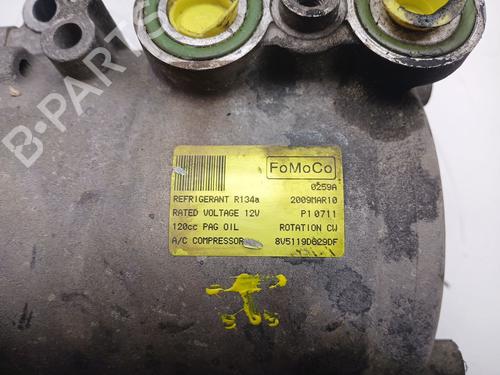 B-PARTS
FoMoCo
0259A
REFRIGERANT R134a 2009MAR10
RATED VOLTAGE 12V P10711
120cc PAG OIL ROTATION CW
A/C COMPRESSOR 8V5119D629DF